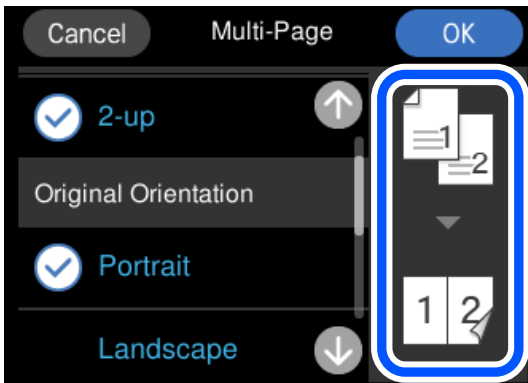 Cancel Multi-Page OK
2-up
Original Orientation
Portrait
Landscape
1
2
1 2